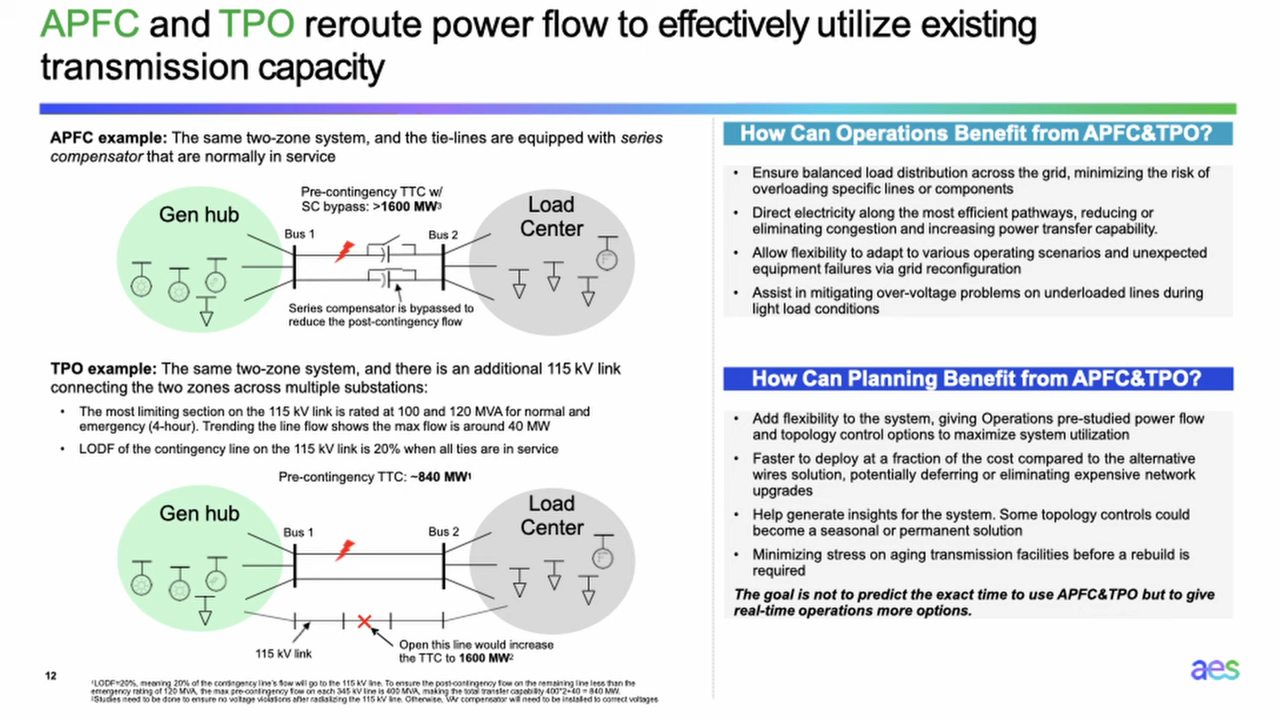 APFC and TPO reroute power flow to effectively utilize existing
transmission capacity
APFC example: The same two-zone system, and the tie-lines are equipped with series
compensator that are normally in service
Pre-contingency TTC w/
SC bypass: >1600 MW³
Gen hub
Load
Center
Bus 1
Bus 2
Series compensator is bypassed to
reduce the post-contingency flow
TPO example: The same two-zone system, and there is an additional 115 kV link
connecting the two zones across multiple substations:
• The most limiting section on the 115 kV link is rated at 100 and 120 MVA for normal and
emergency (4-hour). Trending the line flow shows the max flow is around 40 MW
• LODF of the contingency line on the 115 kV link is 20% when all ties are in service
Pre-contingency TTC: ~840 MW¹
Gen hub
Load
Center
Bus 1
Bus 2
115 kV link
Open this line would increase
the TTC to 1600 MW²
12
¹LODF=20%, meaning 20% of the contingency line's flow will go to the 115 kV line. To ensure the post-contingency flow on the remaining line less than the
emergency rating of 120 MVA, the max pre-contingency flow on each 345 kV line is 400 MVA, making the total transfer capability 400*2+40 = 840 MW.
²Studies need to be done to ensure no voltage violations after radializing the 115 kV line. Otherwise, VAr compensator will need to be installed to correct voltages
How Can Operations Benefit from APFC&TPO?
• Ensure balanced load distribution across the grid, minimizing the risk of
overloading specific lines or components
• Direct electricity along the most efficient pathways, reducing or
eliminating congestion and increasing power transfer capability.
• Allow flexibility to adapt to various operating scenarios and unexpected
equipment failures via grid reconfiguration
• Assist in mitigating over-voltage problems on underloaded lines during
light load conditions
How Can Planning Benefit from APFC&TPO?
• Add flexibility to the system, giving Operations pre-studied power flow
and topology control options to maximize system utilization
• Faster to deploy at a fraction of the cost compared to the alternative
wires solution, potentially deferring or eliminating expensive network
upgrades
• Help generate insights for the system. Some topology controls could
become a seasonal or permanent solution
• Minimizing stress on aging transmission facilities before a rebuild is
required
The goal is not to predict the exact time to use APFC&TPO but to give
real-time operations more options.
aes